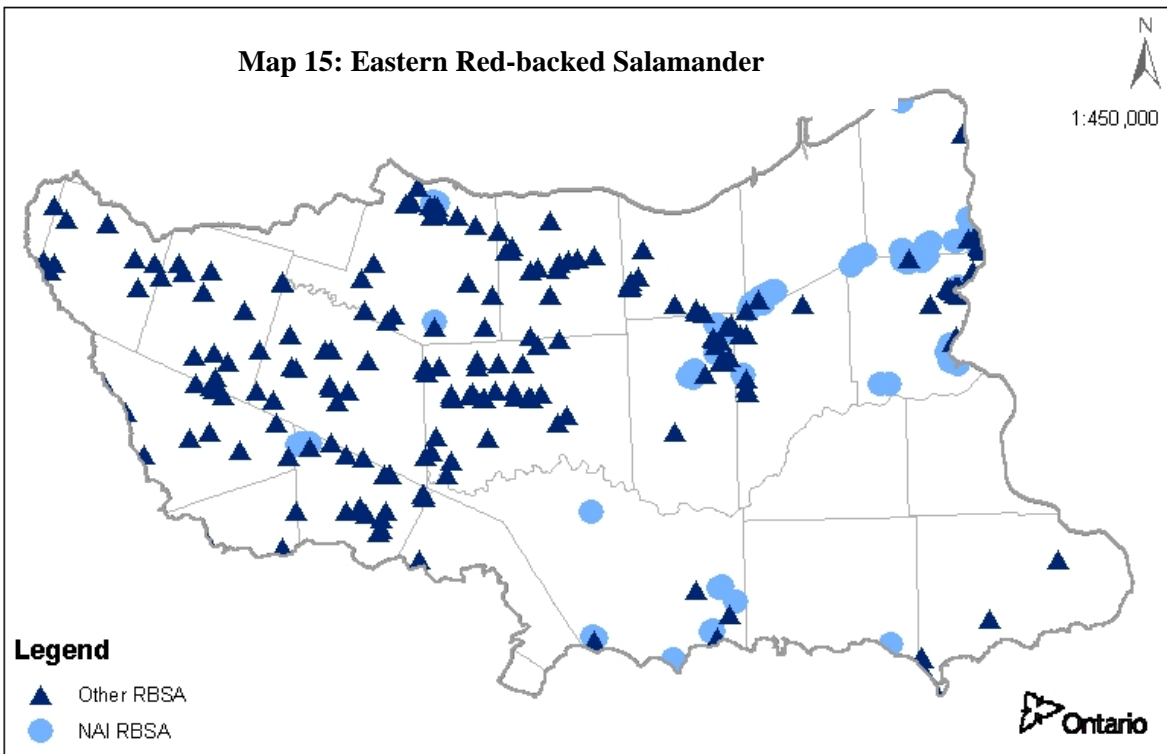 Map 15: Eastern Red-backed Salamander
N
1:450,000
Legend
Other RBSA
NAI RBSA
Ontario